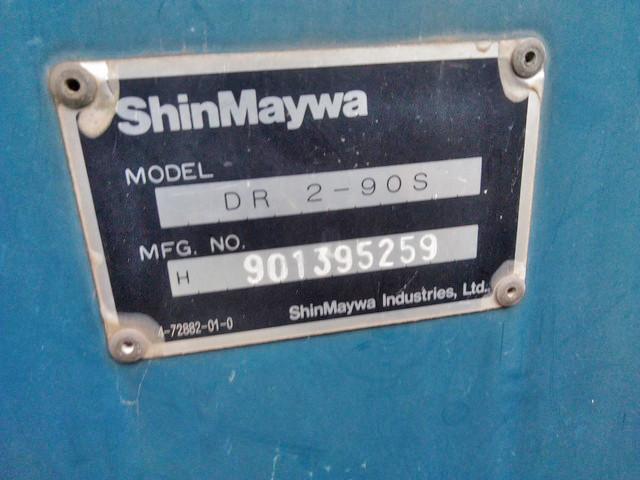 ShinMaywa
MODEL
DR 2-90S
MFG. NO.
H 901395259
ShinMaywa Industries, Ltd.
4-72882-01-0